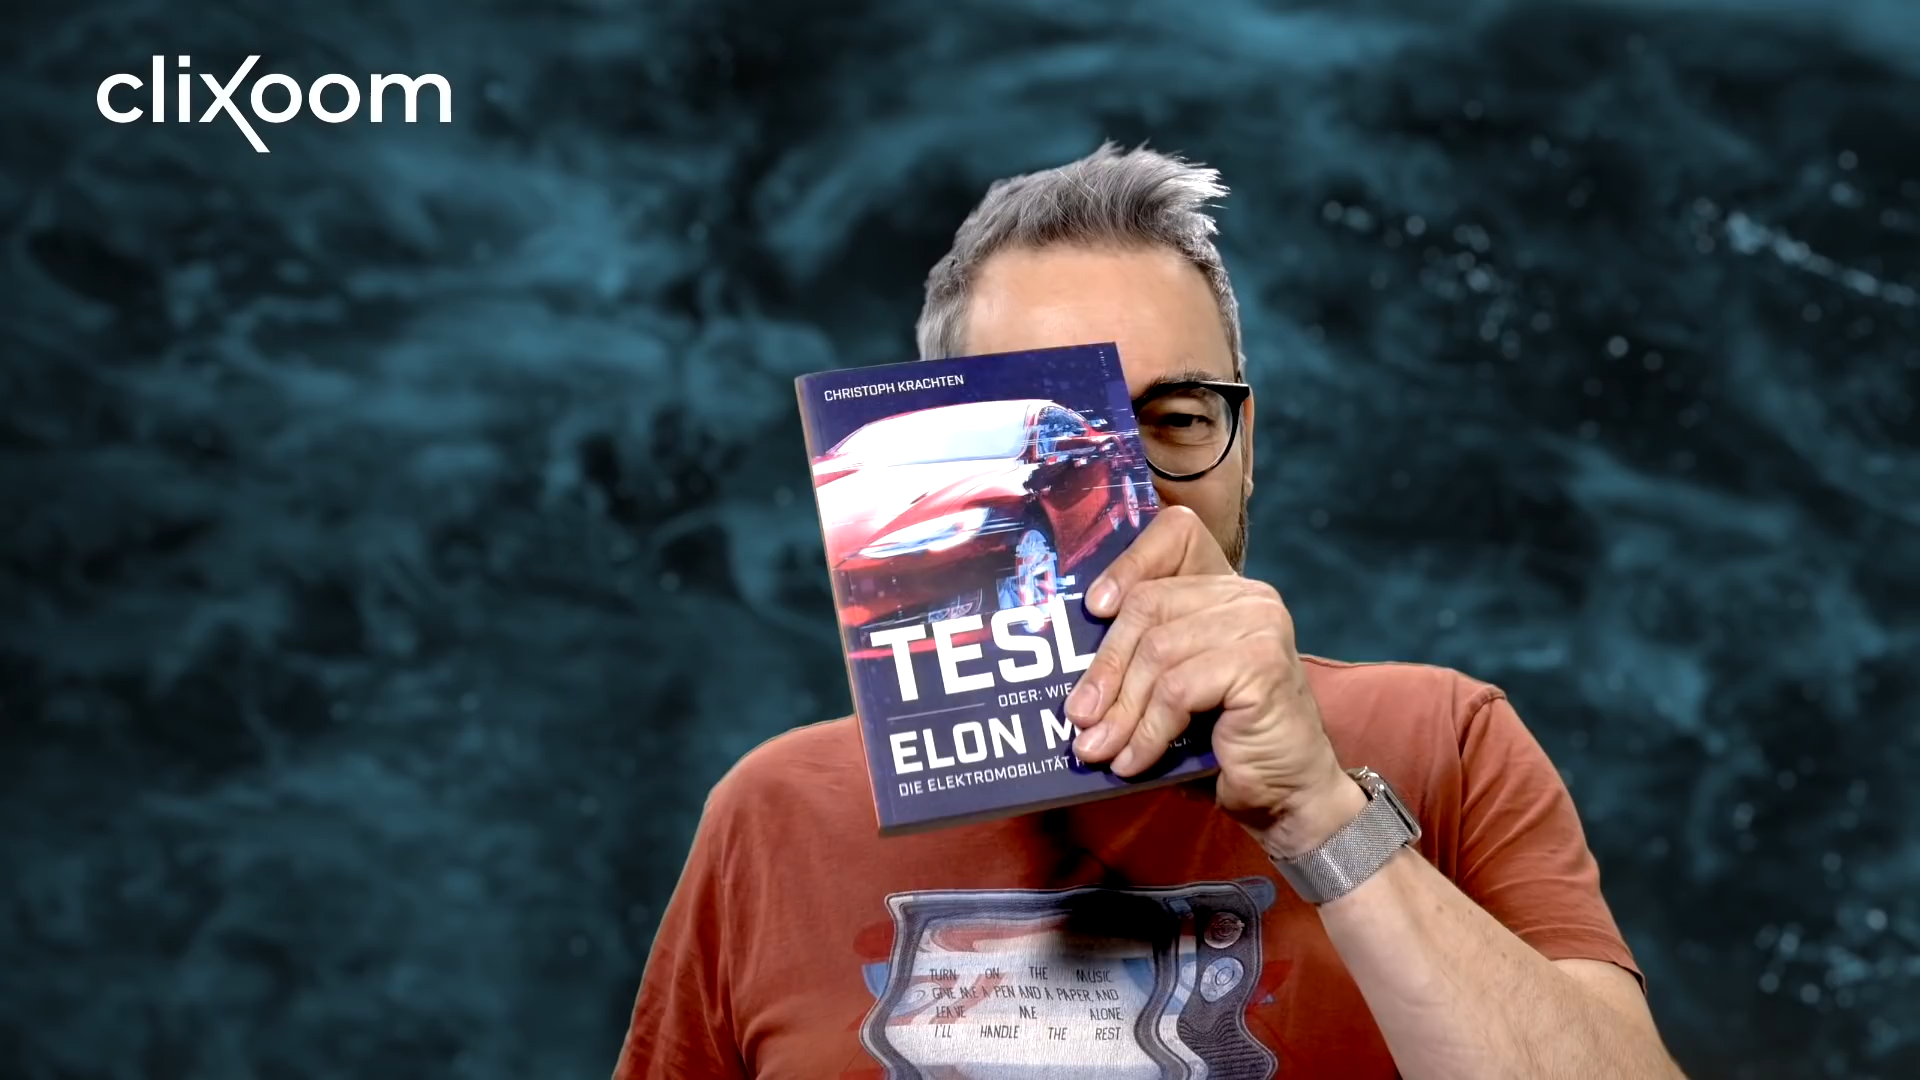 clixoom
CHRISTOPH KRACHTEN
TESL
ODER: WIE
ELON M
DIE ELEKTROMOBILITÄT
TURN ON THE MUSIC
GIVE ME A PEN AND A PAPER, AND
LEAVE ME ALONE
I'LL HANDLE THE REST